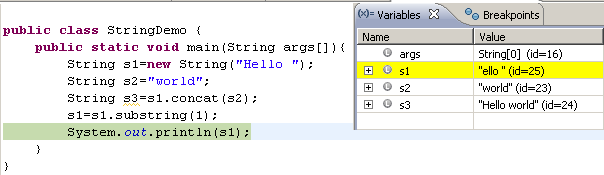 public class StringDemo {
public static void main(String args[]){
String s1=new String("Hello ");
String s2="world";
String s3=s1.concat(s2);
s1=s1.substring(1);
System.out.println(s1);
}
}
(x)= Variables Breakpoints
Name Value
args String[0] (id=16)
s1 "ello " (id=25)
s2 "world" (id=23)
s3 "Hello world" (id=24)